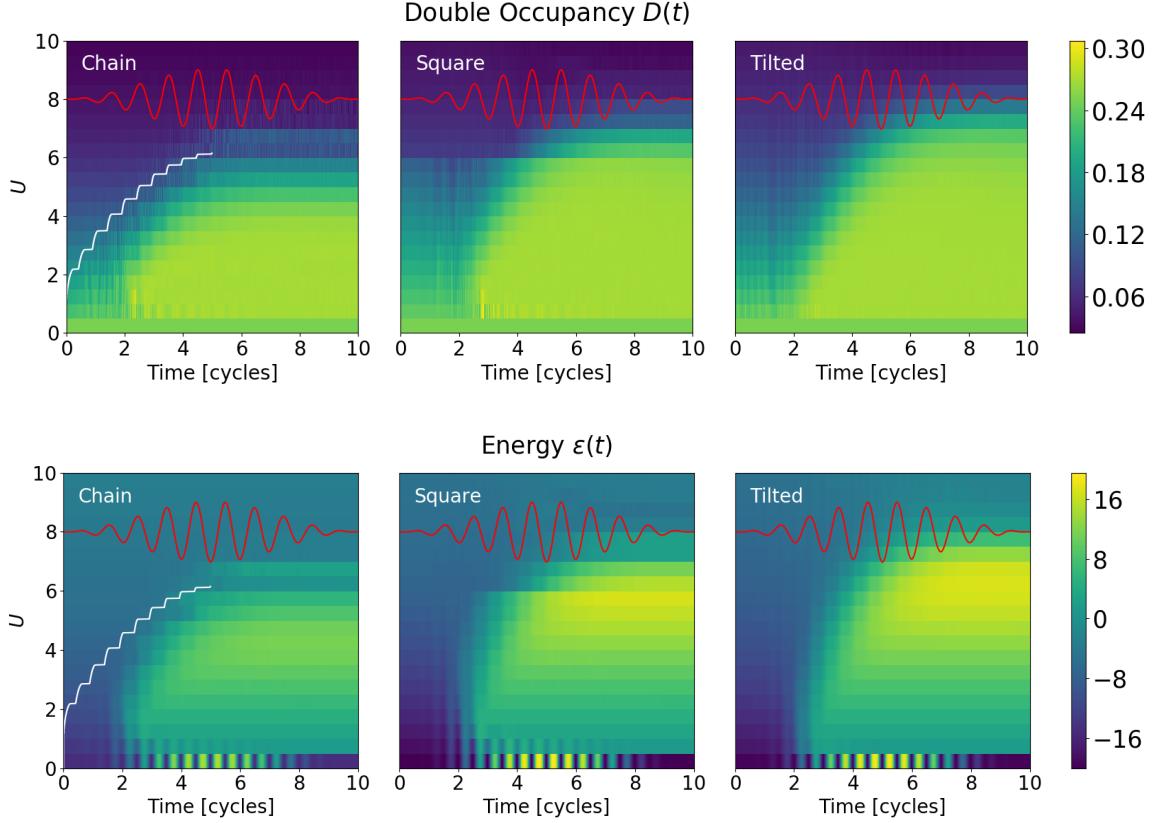 Double Occupancy D(t)
Chain
Square
Tilted
10
8
6
4
2
0
U
0 2 4 6 8 10
0 2 4 6 8 10
0 2 4 6 8 10
Time [cycles]
Time [cycles]
Time [cycles]
0.30
0.24
0.18
0.12
0.06
Energy ε(t)
Chain
Square
Tilted
10
8
6
4
2
0
U
0 2 4 6 8 10
0 2 4 6 8 10
0 2 4 6 8 10
Time [cycles]
Time [cycles]
Time [cycles]
16
8
0
−8
−16